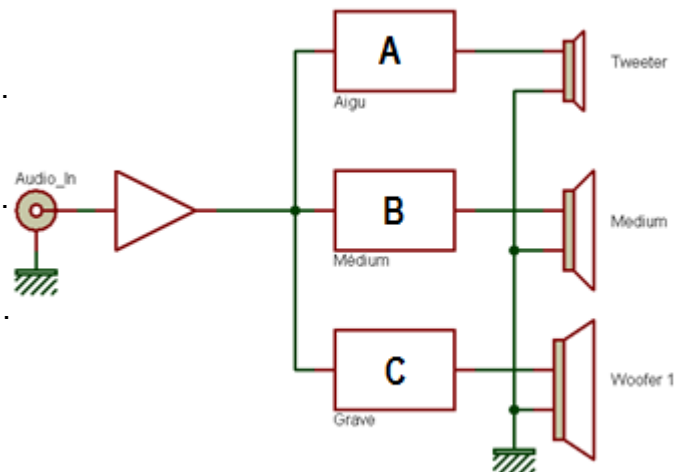 A
Tweeter
Aigu
Audio_In
B
Medium
Médium
C
Woofer 1
Grave